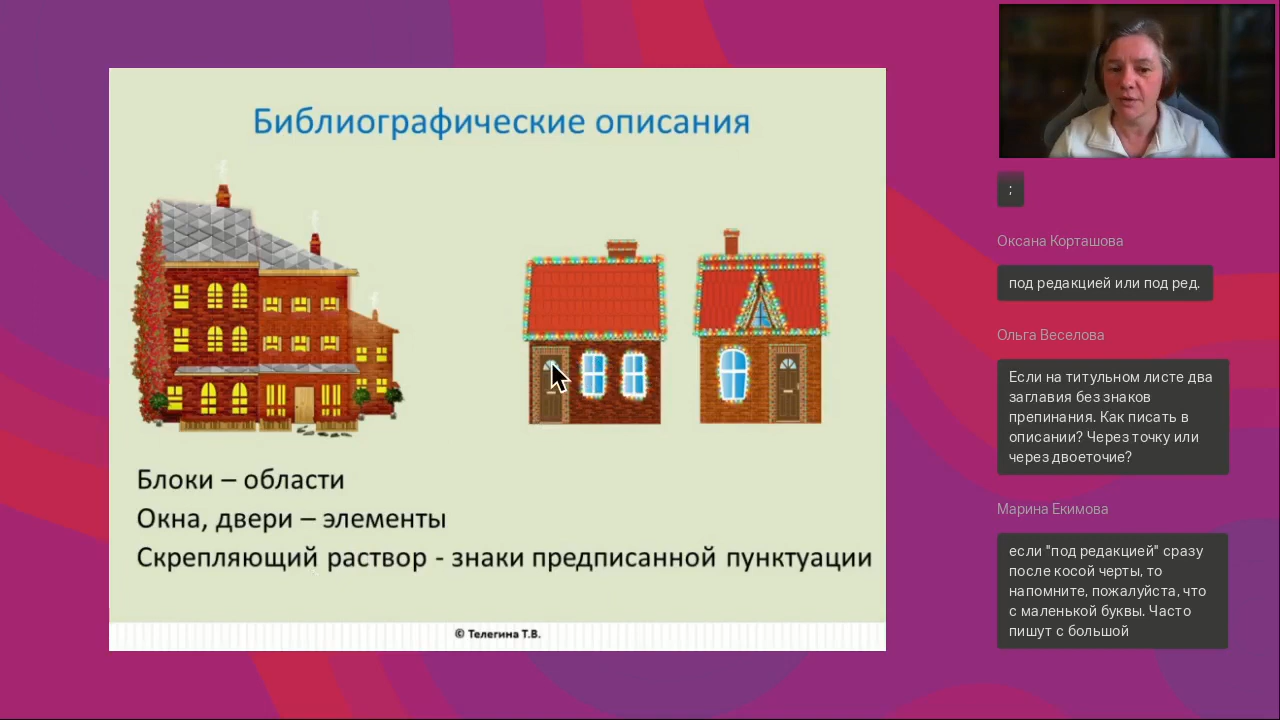 Библиографические описания
Блоки – области
Окна, двери – элементы
Скрепляющий раствор - знаки предписанной пунктуации
© Телегина Т.В.
;
Оксана Корташова
под редакцией или под ред.
Ольга Веселова
Если на титульном листе два
заглавия без знаков
препинания. Как писать в
описании? Через точку или
через двоеточие?
Марина Екимова
если "под редакцией" сразу
после косой черты, то
напомните, пожалуйста, что
с маленькой буквы. Часто
пишут с большой